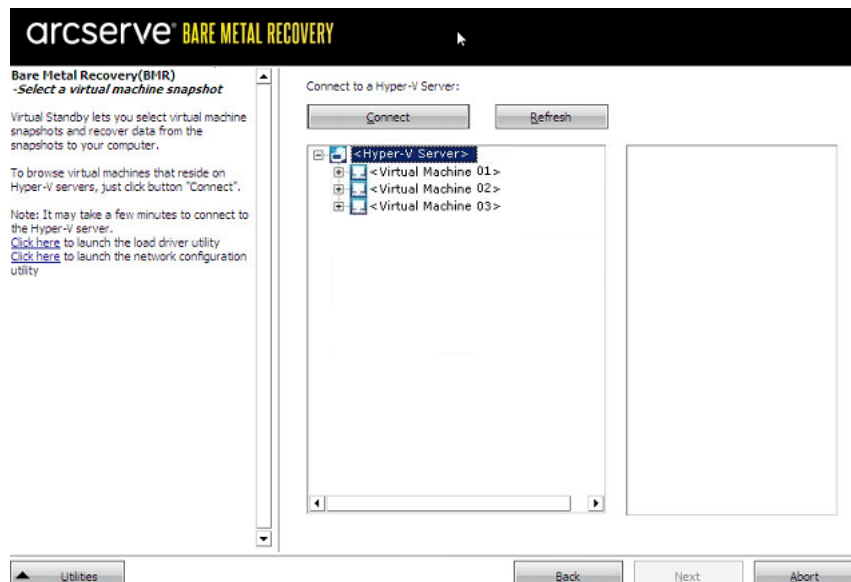 arcserve® BARE METAL RECOVERY
Bare Metal Recovery(BMR)
-Select a virtual machine snapshot
Virtual Standby lets you select virtual machine
snapshots and recover data from the
snapshots to your computer.
To browse virtual machines that reside on
Hyper-V servers, just click button "Connect".
Note: It may take a few minutes to connect to
the Hyper-V server.
Click here to launch the load driver utility
Click here to launch the network configuration
utility
Connect to a Hyper-V Server:
Connect Refresh
<Hyper-V Server>
<Virtual Machine 01>
<Virtual Machine 02>
<Virtual Machine 03>
Utilities Back Next Abort